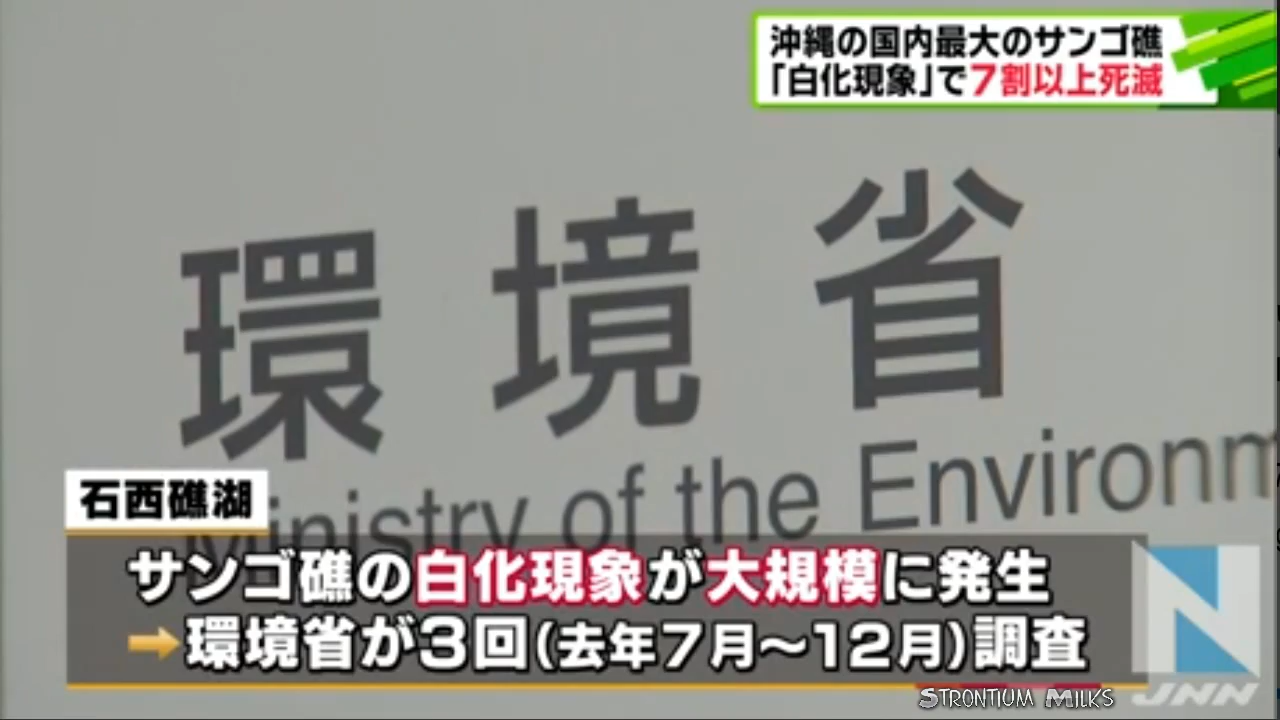 沖縄の国内最大のサンゴ礁
「白化現象」で7割以上死滅
環境省
Ministry of the Environm
石西礁湖
サンゴ礁の白化現象が大規模に発生
➡環境省が3回(去年7月～12月)調査
N
JNN
STRONTIUM MILKS